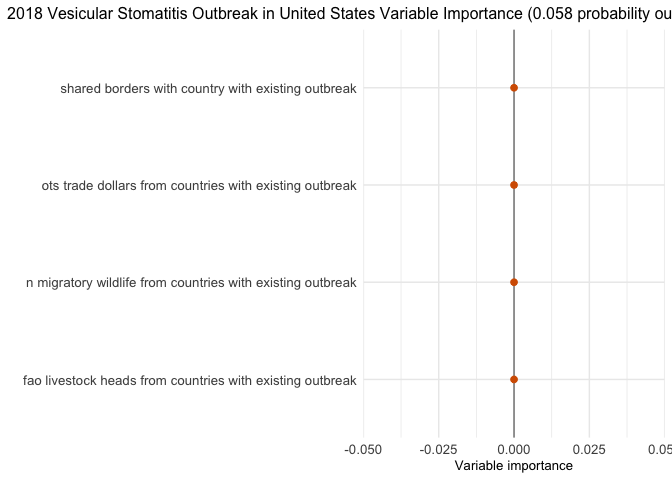 2018 Vesicular Stomatitis Outbreak in United States Variable Importance (0.058 probability ou
shared borders with country with existing outbreak
ots trade dollars from countries with existing outbreak
n migratory wildlife from countries with existing outbreak
fao livestock heads from countries with existing outbreak
-0.050 -0.025 0.000 0.025 0.05
Variable importance